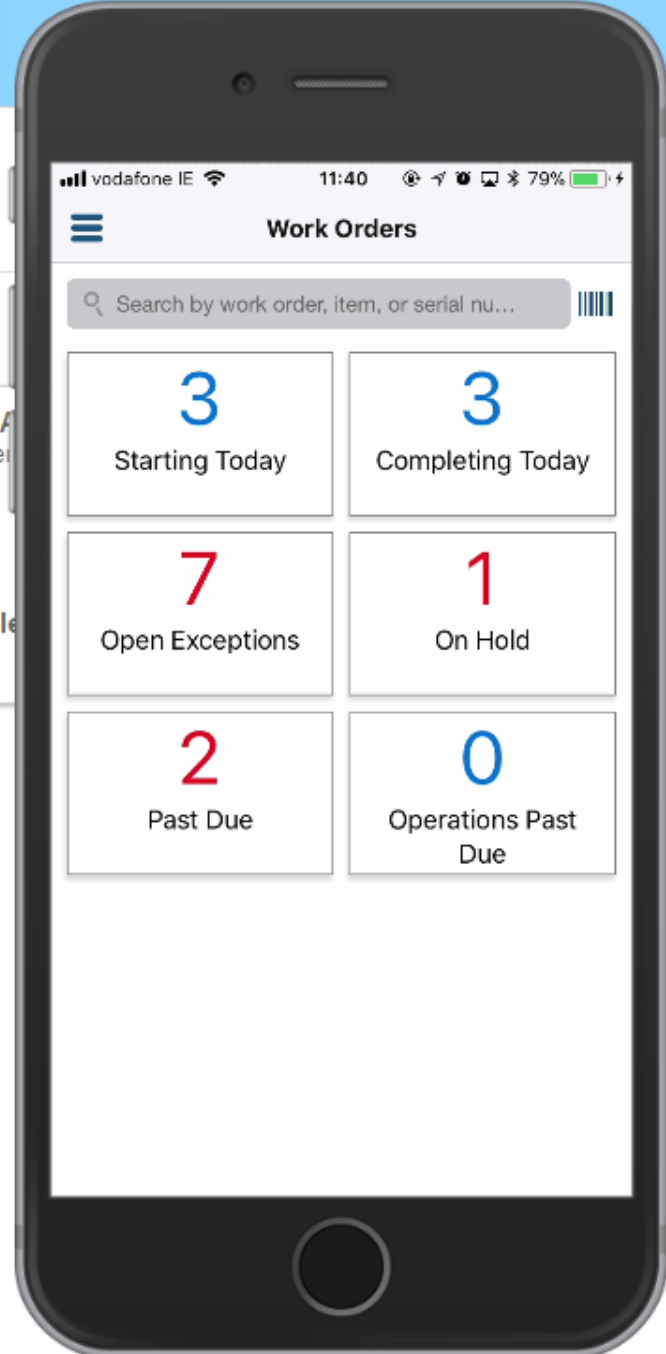 vodafone IE 11:40 79%
Work Orders
Search by work order, item, or serial nu...
3 3
Starting Today Completing Today
7 1
Open Exceptions On Hold
2 0
Past Due Operations Past
Due